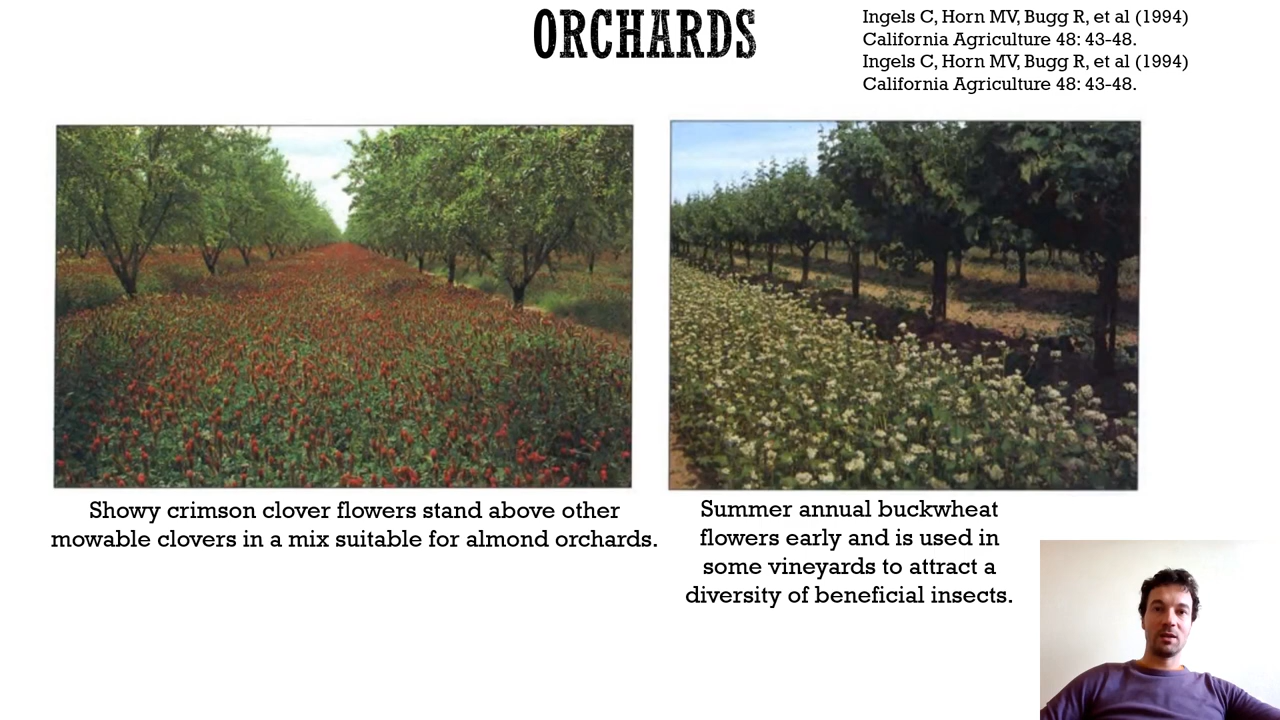 ORCHARDS
Ingels C, Horn MV, Bugg R, et al (1994)
California Agriculture 48: 43-48.
Ingels C, Horn MV, Bugg R, et al (1994)
California Agriculture 48: 43-48.
Showy crimson clover flowers stand above other
mowable clovers in a mix suitable for almond orchards.
Summer annual buckwheat
flowers early and is used in
some vineyards to attract a
diversity of beneficial insects.